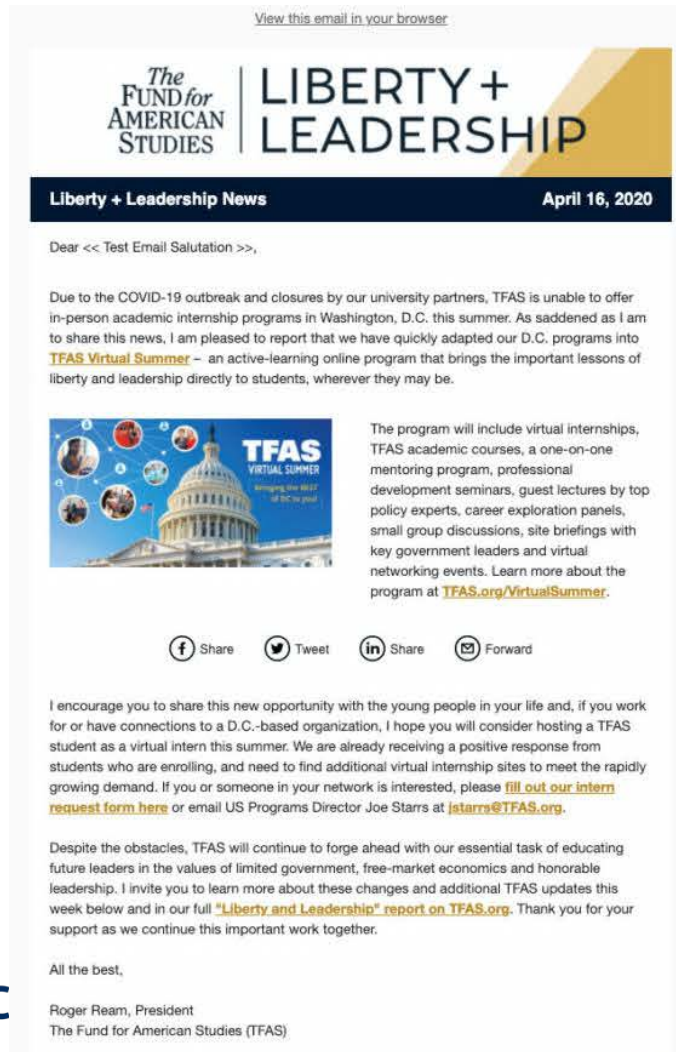 View this email in your browser
The
FUND for
AMERICAN
STUDIES
LIBERTY+
LEADERSHIP
Liberty + Leadership News
April 16, 2020
Dear << Test Email Salutation >>,
Due to the COVID-19 outbreak and closures by our university partners, TFAS is unable to offer
in-person academic internship programs in Washington, D.C. this summer. As saddened as I am
to share this news, I am pleased to report that we have quickly adapted our D.C. programs into
TFAS Virtual Summer – an active-learning online program that brings the important lessons of
liberty and leadership directly to students, wherever they may be.
TFAS
VIRTUAL SUMMER
Bringing the BEST
of DC to you!
The program will include virtual internships,
TFAS academic courses, a one-on-one
mentoring program, professional
development seminars, guest lectures by top
policy experts, career exploration panels,
small group discussions, site briefings with
key government leaders and virtual
networking events. Learn more about the
program at TFAS.org/VirtualSummer.
Share
Tweet
Share
Forward
I encourage you to share this new opportunity with the young people in your life and, if you work
for or have connections to a D.C.-based organization, I hope you will consider hosting a TFAS
student as a virtual intern this summer. We are already receiving a positive response from
students who are enrolling, and need to find additional virtual internship sites to meet the rapidly
growing demand. If you or someone in your network is interested, please fill out our intern
request form here or email US Programs Director Joe Starrs at jstarrs@TFAS.org.
Despite the obstacles, TFAS will continue to forge ahead with our essential task of educating
future leaders in the values of limited government, free-market economics and honorable
leadership. I invite you to learn more about these changes and additional TFAS updates this
week below and in our full "Liberty and Leadership" report on TFAS.org. Thank you for your
support as we continue this important work together.
All the best,
Roger Ream, President
The Fund for American Studies (TFAS)